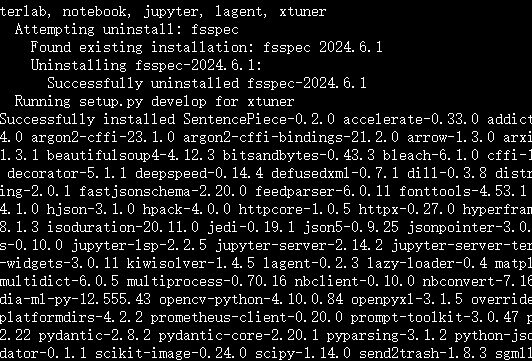 terlab, notebook, jupyter, lagent, xtuner
Attempting uninstall: fsspec
Found existing installation: fsspec 2024.6.1
Uninstalling fsspec-2024.6.1:
Successfully uninstalled fsspec-2024.6.1
Running setup.py develop for xtuner
Successfully installed SentencePiece-0.2.0 accelerate-0.33.0 addict
4.0 argon2-cffi-23.1.0 argon2-cffi-bindings-21.2.0 arrow-1.3.0 arxi
1.3.1 beautifulsoup4-4.12.3 bitsandbytes-0.43.3 bleach-6.1.0 cffi-1
decorator-5.1.1 deepspeed-0.14.4 defusedxml-0.7.1 dill-0.3.8 distr
ing-2.0.1 fastjsonschema-2.20.0 feedparser-6.0.11 fonttools-4.53.1
4.1.0 hjson-3.1.0 hpack-4.0.0 httpcore-1.0.5 httpx-0.27.0 hyperfram
8.1.3 isoduration-20.11.0 jedi-0.19.1 json5-0.9.25 jsonpointer-3.0.
s-0.10.0 jupyter-lsp-2.2.5 jupyter-server-2.14.2 jupyter-server-ter
-widgets-3.0.11 kiwisolver-1.4.5 lagent-0.2.3 lazy-loader-0.4 matpl
multidict-6.0.5 multiprocess-0.70.16 nbclient-0.10.0 nbconvert-7.16
dia-ml-py-12.555.43 opencv-python-4.10.0.84 openpyxl-3.1.5 override
platformdirs-4.2.2 prometheus-client-0.20.0 prompt-toolkit-3.0.47 p
2.22 pydantic-2.8.2 pydantic-core-2.20.1 pyparsing-3.1.2 python-jso
dator-0.1.1 scikit-image-0.24.0 scipy-1.14.0 send2trash-1.8.3 sgmde